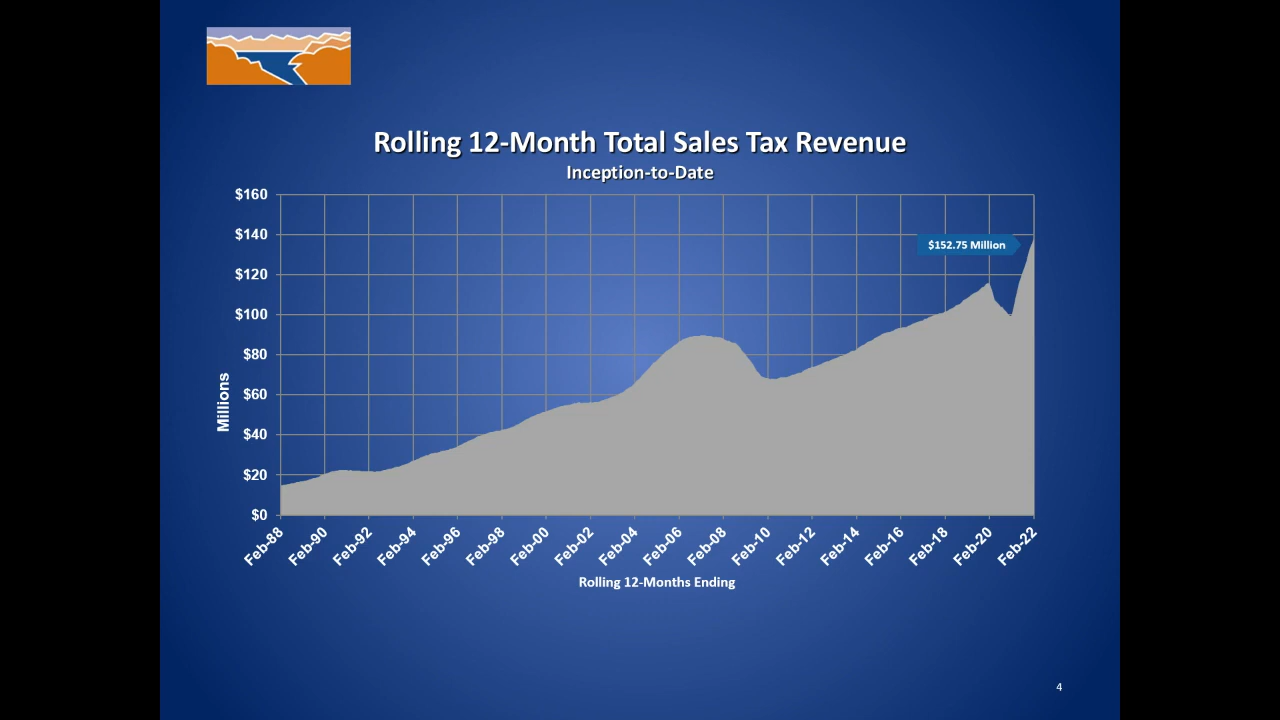 Rolling 12-Month Total Sales Tax Revenue
Inception-to-Date
$160
$140
$120
$100
$80
$60
$40
$20
$0
Millions
$152.75 Million
Feb-88
Feb-90
Feb-92
Feb-94
Feb-96
Feb-98
Feb-00
Feb-02
Feb-04
Feb-06
Feb-08
Feb-10
Feb-12
Feb-14
Feb-16
Feb-18
Feb-20
Feb-22
Rolling 12-Months Ending
4